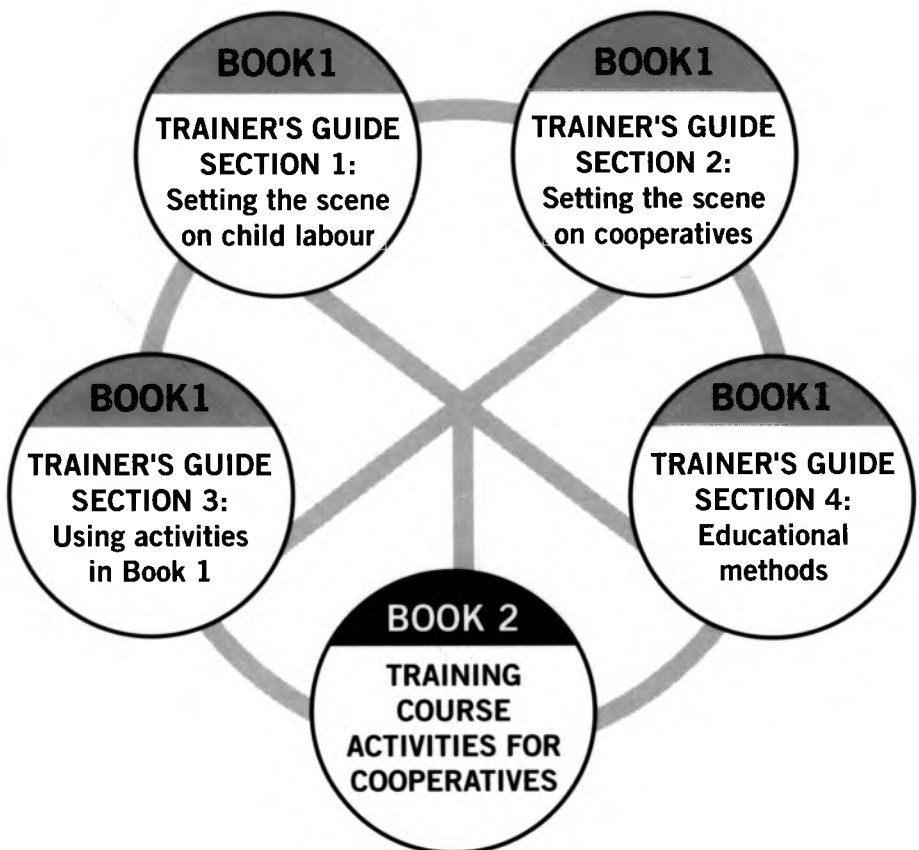 BOOK1
TRAINER'S GUIDE
SECTION 1:
Setting the scene
on child labour
BOOK1
TRAINER'S GUIDE
SECTION 2:
Setting the scene
on cooperatives
BOOK1
TRAINER'S GUIDE
SECTION 3:
Using activities
in Book 1
BOOK1
TRAINER'S GUIDE
SECTION 4:
Educational
methods
BOOK 2
TRAINING
COURSE
ACTIVITIES FOR
COOPERATIVES